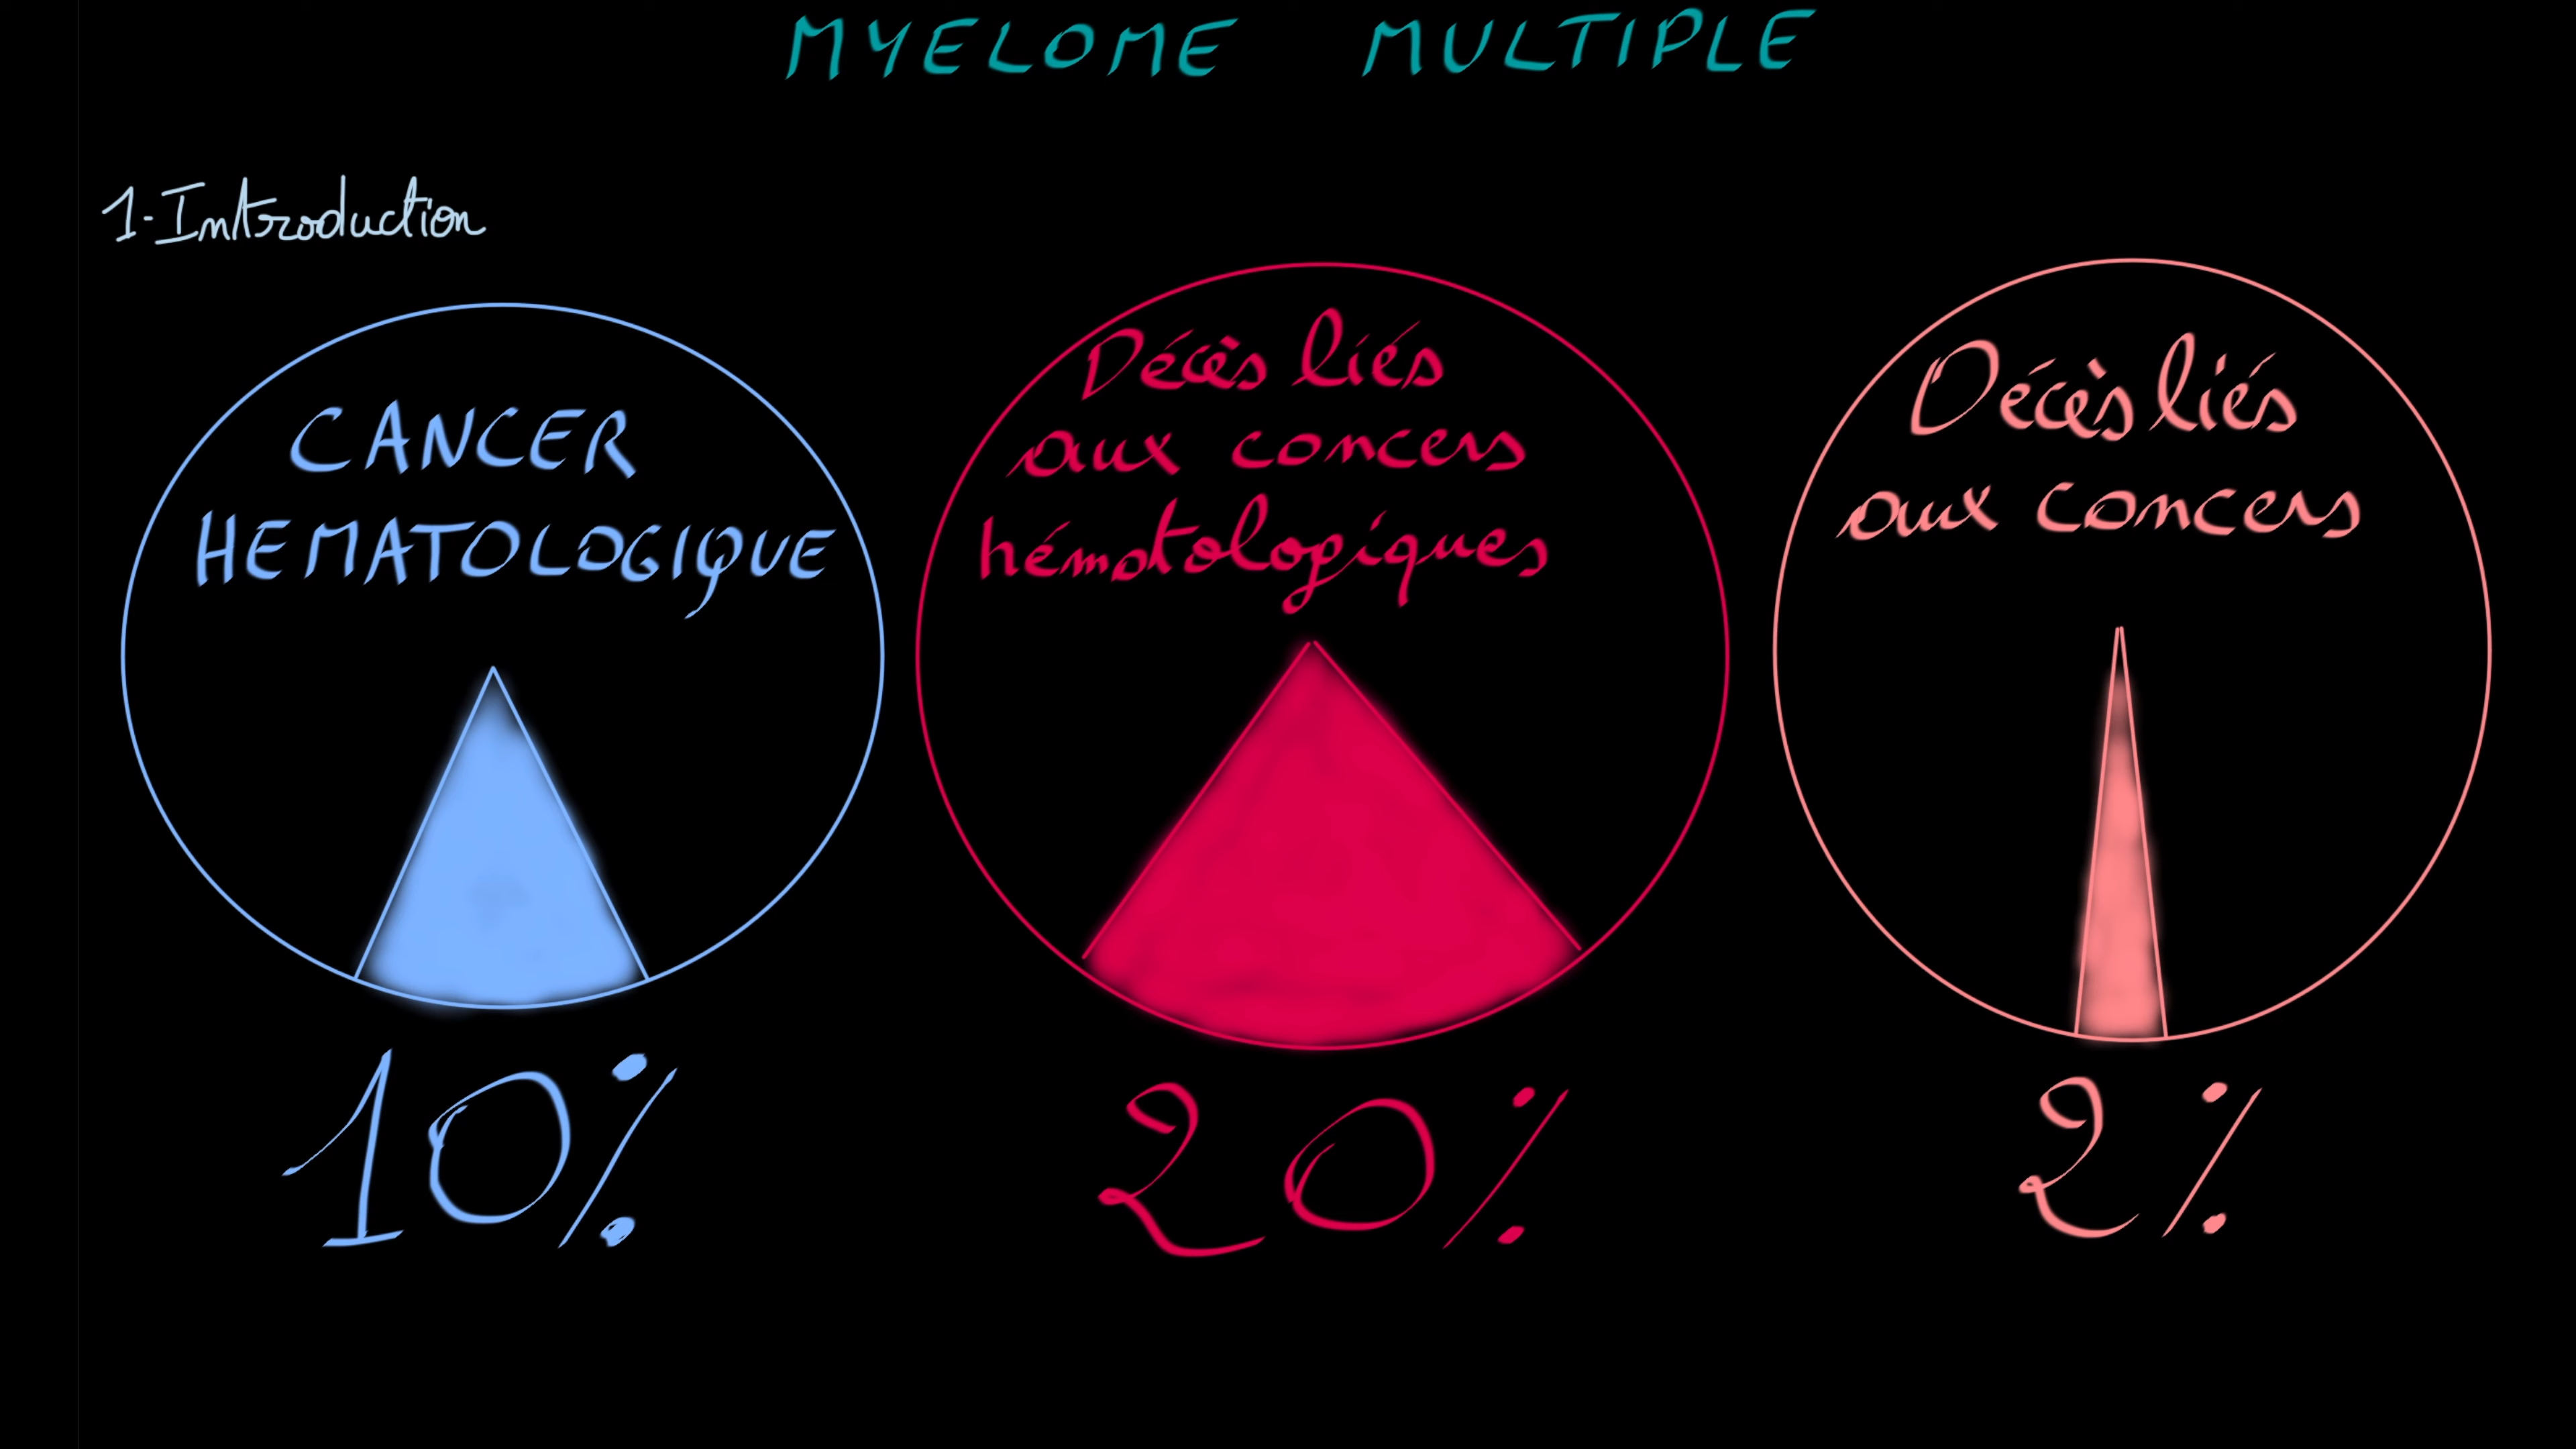 MYELOME MULTIPLE
1-Introduction
CANCER
HEMATOLOGIQUE
10%
Décès liés
aux cancers
hématologiques
20%
Décès liés
aux cancers
2%